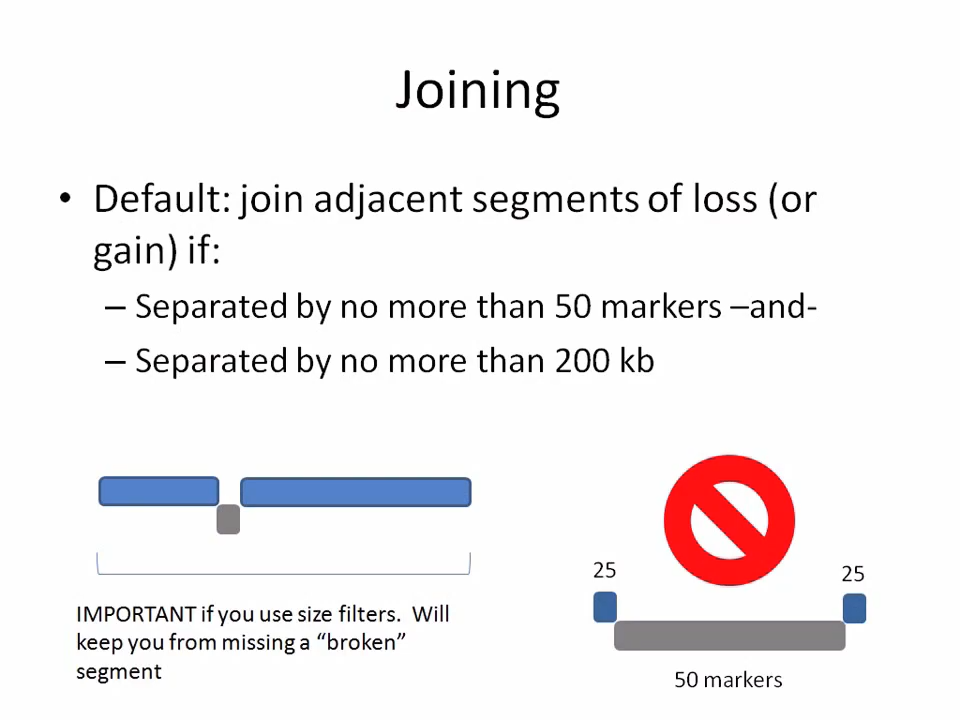 Joining
• Default: join adjacent segments of loss (or
gain) if:
– Separated by no more than 50 markers –and-
– Separated by no more than 200 kb
IMPORTANT if you use size filters.  Will
keep you from missing a “broken”
segment
25
25
50 markers